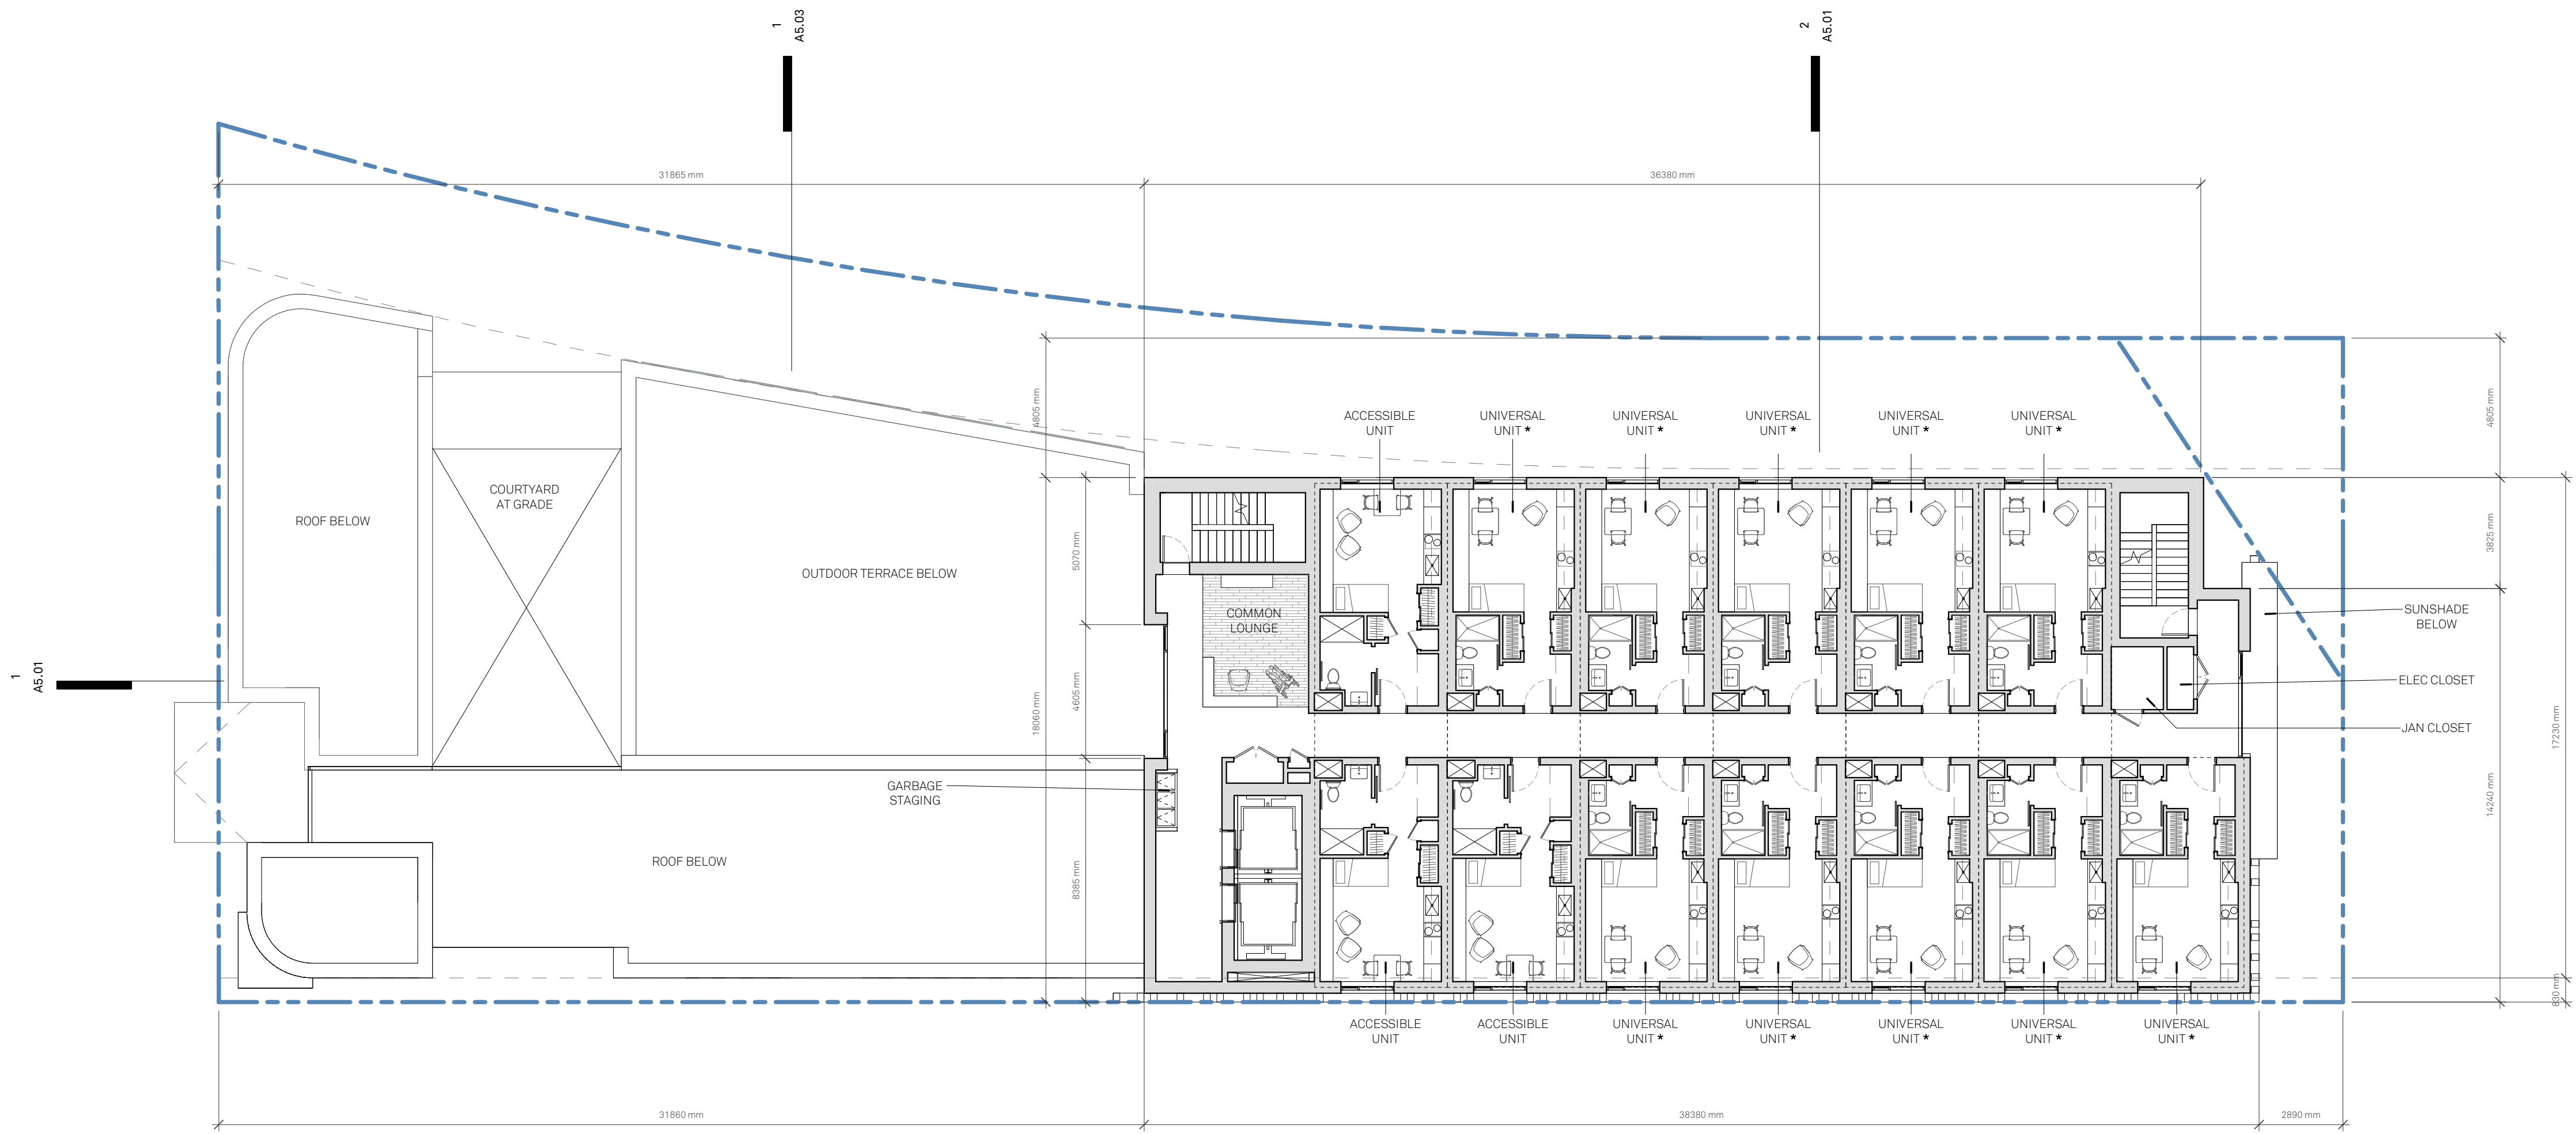 1
A5.03
2
A5.01
31865 mm
36380 mm
4805 mm
4805 mm
ACCESSIBLE
UNIT
UNIVERSAL
UNIT *
UNIVERSAL
UNIT *
UNIVERSAL
UNIT *
UNIVERSAL
UNIT *
UNIVERSAL
UNIT *
COURTYARD
AT GRADE
ROOF BELOW
OUTDOOR TERRACE BELOW
5070 mm
3825 mm
COMMON
LOUNGE
SUNSHADE
BELOW
1
A5.01
ELEC CLOSET
4605 mm
18060 mm
JAN CLOSET
17230 mm
GARBAGE
STAGING
14240 mm
ROOF BELOW
8385 mm
830 mm
ACCESSIBLE
UNIT
ACCESSIBLE
UNIT
UNIVERSAL
UNIT *
UNIVERSAL
UNIT *
UNIVERSAL
UNIT *
UNIVERSAL
UNIT *
UNIVERSAL
UNIT *
31860 mm
38380 mm
2890 mm